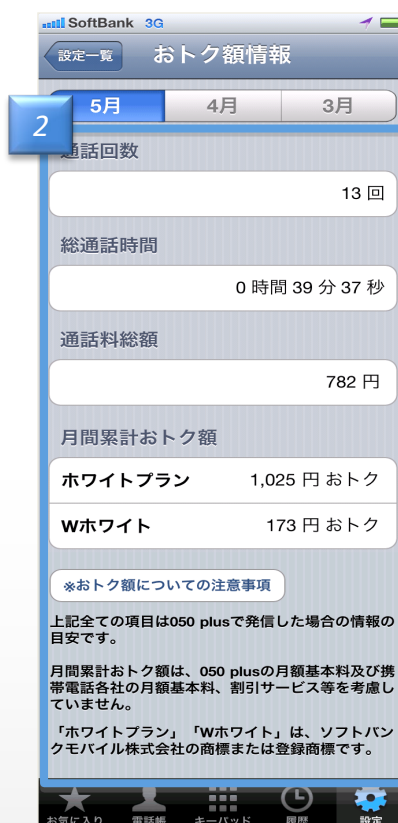 SoftBank 3G
設定一覧 おトク額情報
5月 4月 3月
2
通話回数
13 回
総通話時間
0 時間 39 分 37 秒
通話料総額
782 円
月間累計おトク額
ホワイトプラン 1,025 円 おトク
Wホワイト 173 円 おトク
※おトク額についての注意事項
上記全ての項目は050 plusで発信した場合の情報の
目安です。
月間累計おトク額は、050 plusの月額基本料及び携
帯電話各社の月額基本料、割引サービス等を考慮し
ていません。
「ホワイトプラン」「Wホワイト」は、ソフトバン
クモバイル株式会社の商標または登録商標です。
お気に入り 電話帳 キーパッド 履歴 設定